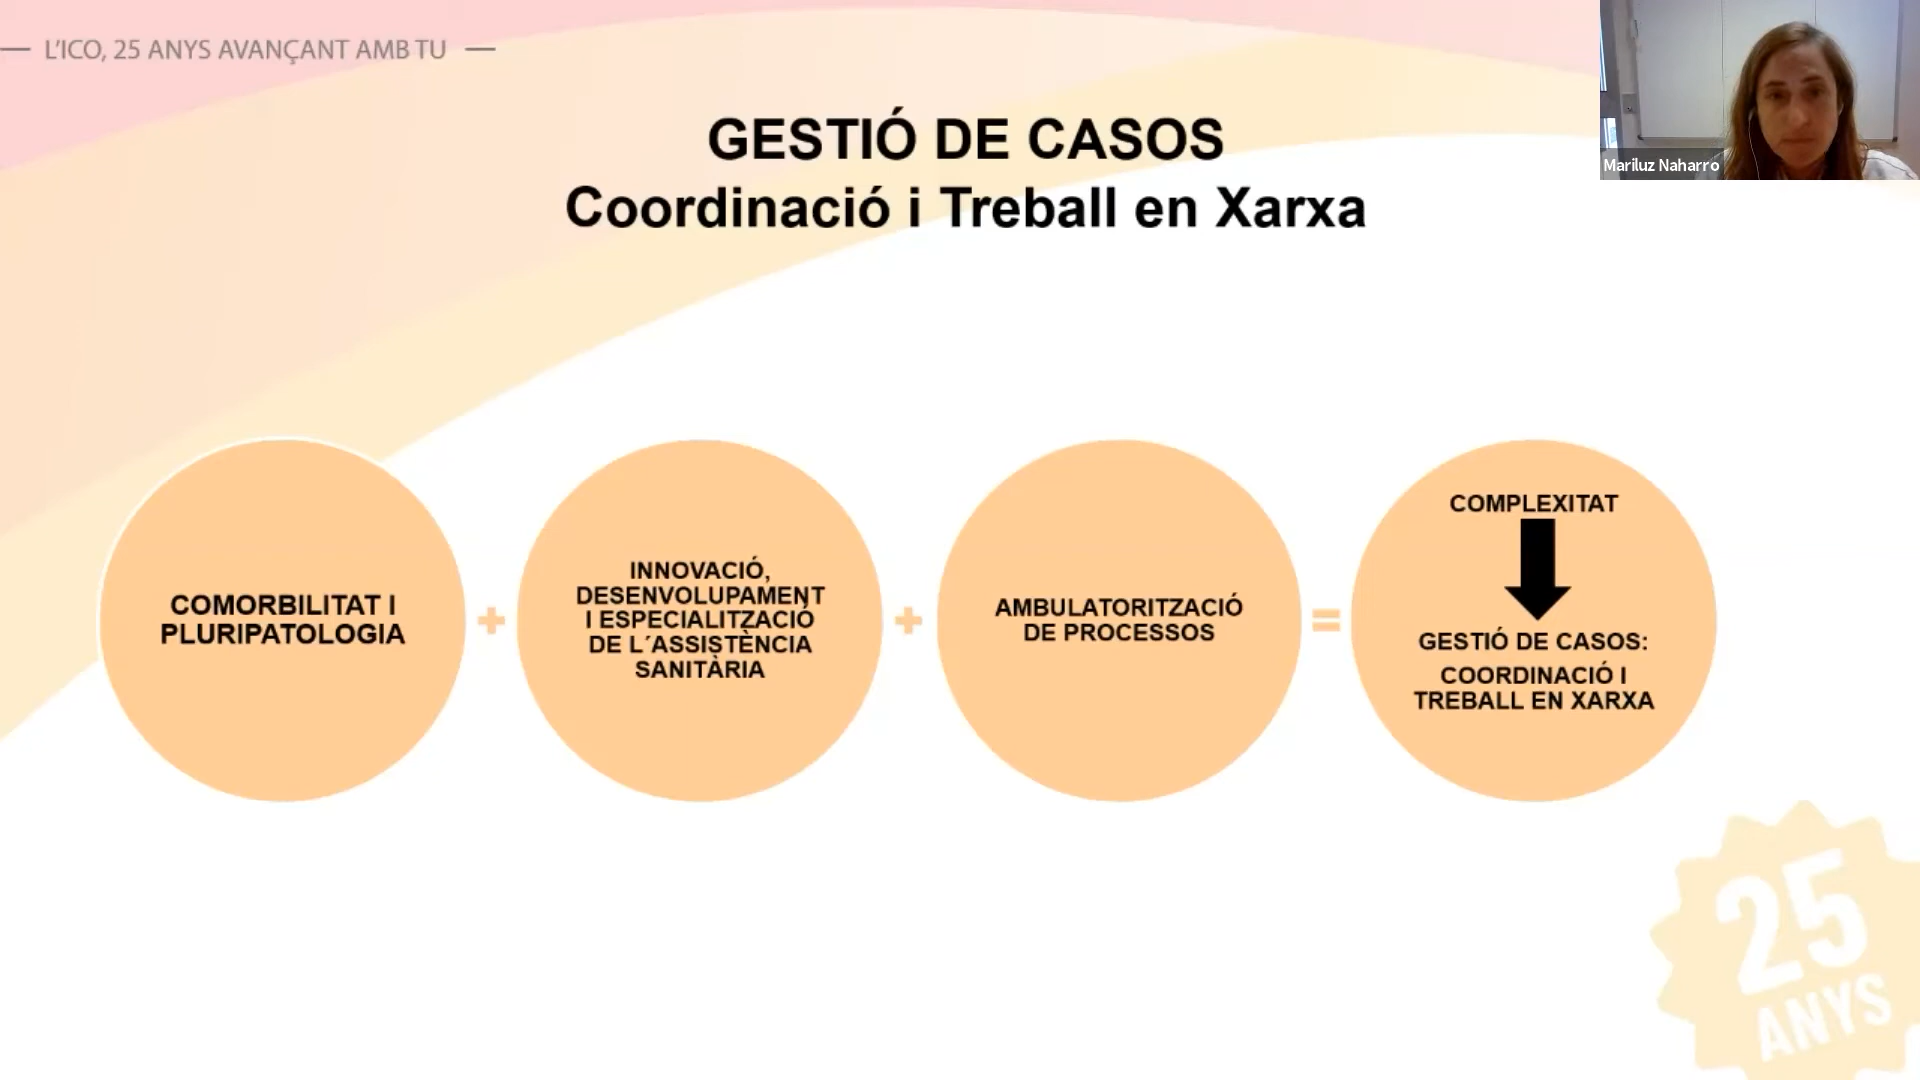 L'ICO, 25 ANYS AVANÇANT AMB TU
Mariluz Naharro
GESTIÓ DE CASOS
Coordinació i Treball en Xarxa
COMORBILITAT I
PLURIPATOLOGIA
+
INNOVACIÓ,
DESENVOLUPAMENT
I ESPECIALITZACIÓ
DE L´ASSISTÈNCIA
SANITÀRIA
+
AMBULATORITZACIÓ
DE PROCESSOS
=
COMPLEXITAT
GESTIÓ DE CASOS:
COORDINACIÓ I
TREBALL EN XARXA
25
ANYS